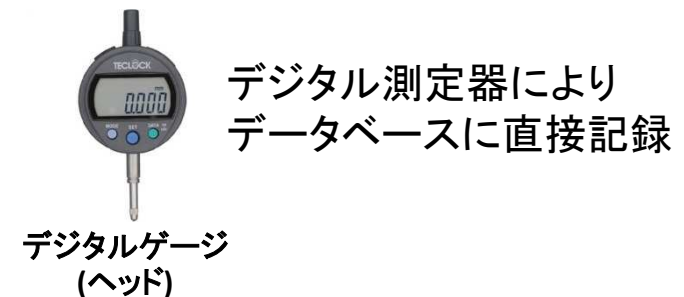 TECLOCK
mm
0.000
MODE
SET
デジタル測定器により
データベースに直接記録
デジタルゲージ
(ヘッド)